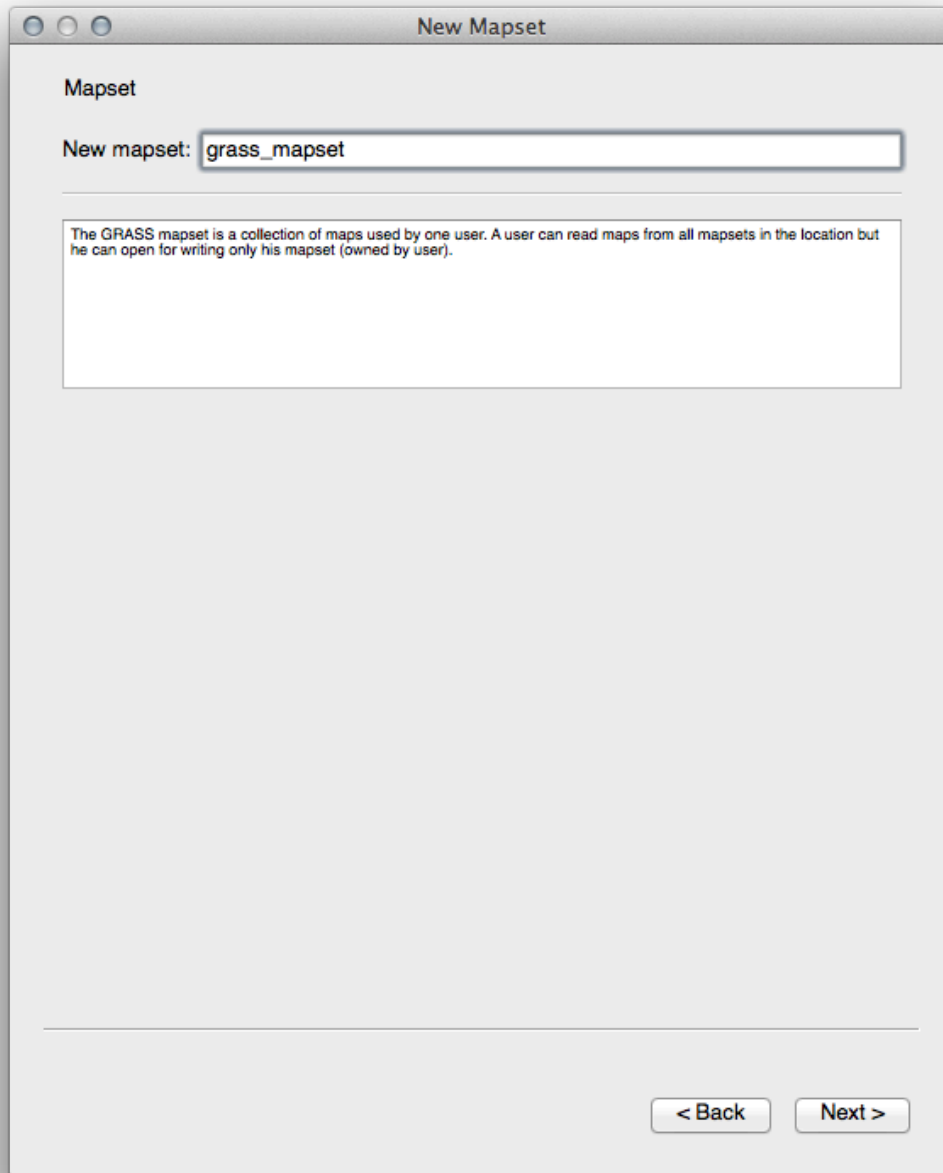 New Mapset
Mapset
New mapset: grass_mapset
The GRASS mapset is a collection of maps used by one user. A user can read maps from all mapsets in the location but
he can open for writing only his mapset (owned by user).
< Back Next >